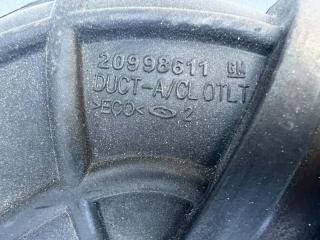 20998611 GM
DUCT-A/CL OTLT
>ECO< 2